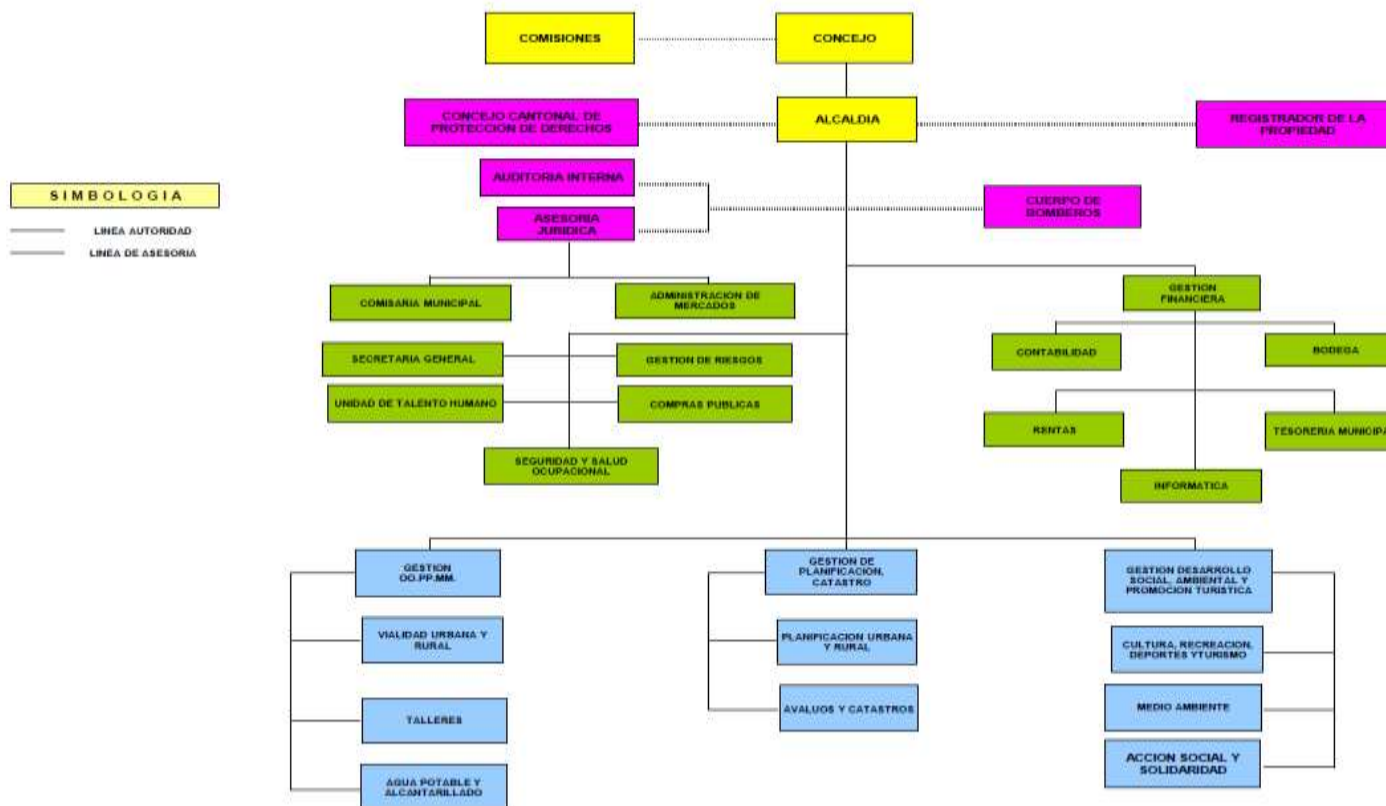 COMISIONES
CONCEJO
CONCEJO CANTONAL DE
PROTECCION DE DERECHOS
ALCALDIA
REGISTRADOR DE LA
PROPIEDAD
AUDITORIA INTERNA
SIMBOLOGIA
CUERPO DE
BOMBEROS
ASESORIA
JURIDICA
LINEA AUTORIDAD
LINEA DE ASESORIA
COMISARIA MUNICIPAL
ADMINISTRACION DE
MERCADOS
GESTION
FINANCIERA
SECRETARIA GENERAL
GESTION DE RIESGOS
CONTABILIDAD
BODEGA
UNIDAD DE TALENTO HUMANO
COMPRAS PUBLICAS
RENTAS
TESORERIA MUNICIPA
SEGURIDAD Y SALUD
OCUPACIONAL
INFORMATICA
GESTION
OO.PP.MM.
GESTION DE
PLANIFICACION,
CATASTRO
GESTION DESARROLLO
SOCIAL, AMBIENTAL Y
PROMOCION TURISTICA
VIALIDAD URBANA Y
RURAL
PLANIFICACION URBANA
Y RURAL
CULTURA, RECREACION,
DEPORTES YTURISMO
TALLERES
AVALUOS Y CATASTROS
MEDIO AMBIENTE
AGUA POTABLE Y
ALCANTARILLADO
ACCION SOCIAL Y
SOLIDARIDAD